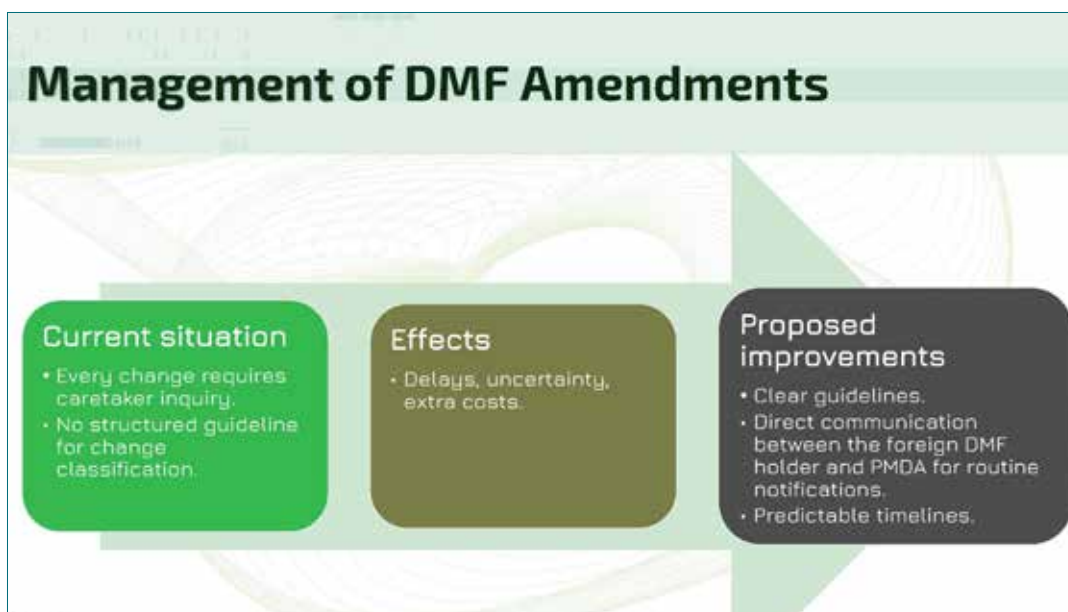 Management of DMF Amendments
Current situation
• Every change requires
caretaker inquiry.
• No structured guideline
for change
classification.
Effects
• Delays, uncertainty,
extra costs.
Proposed
improvements
• Clear guidelines.
• Direct communication
between the foreign DMF
holder and PMDA for routine
notifications.
• Predictable timelines.